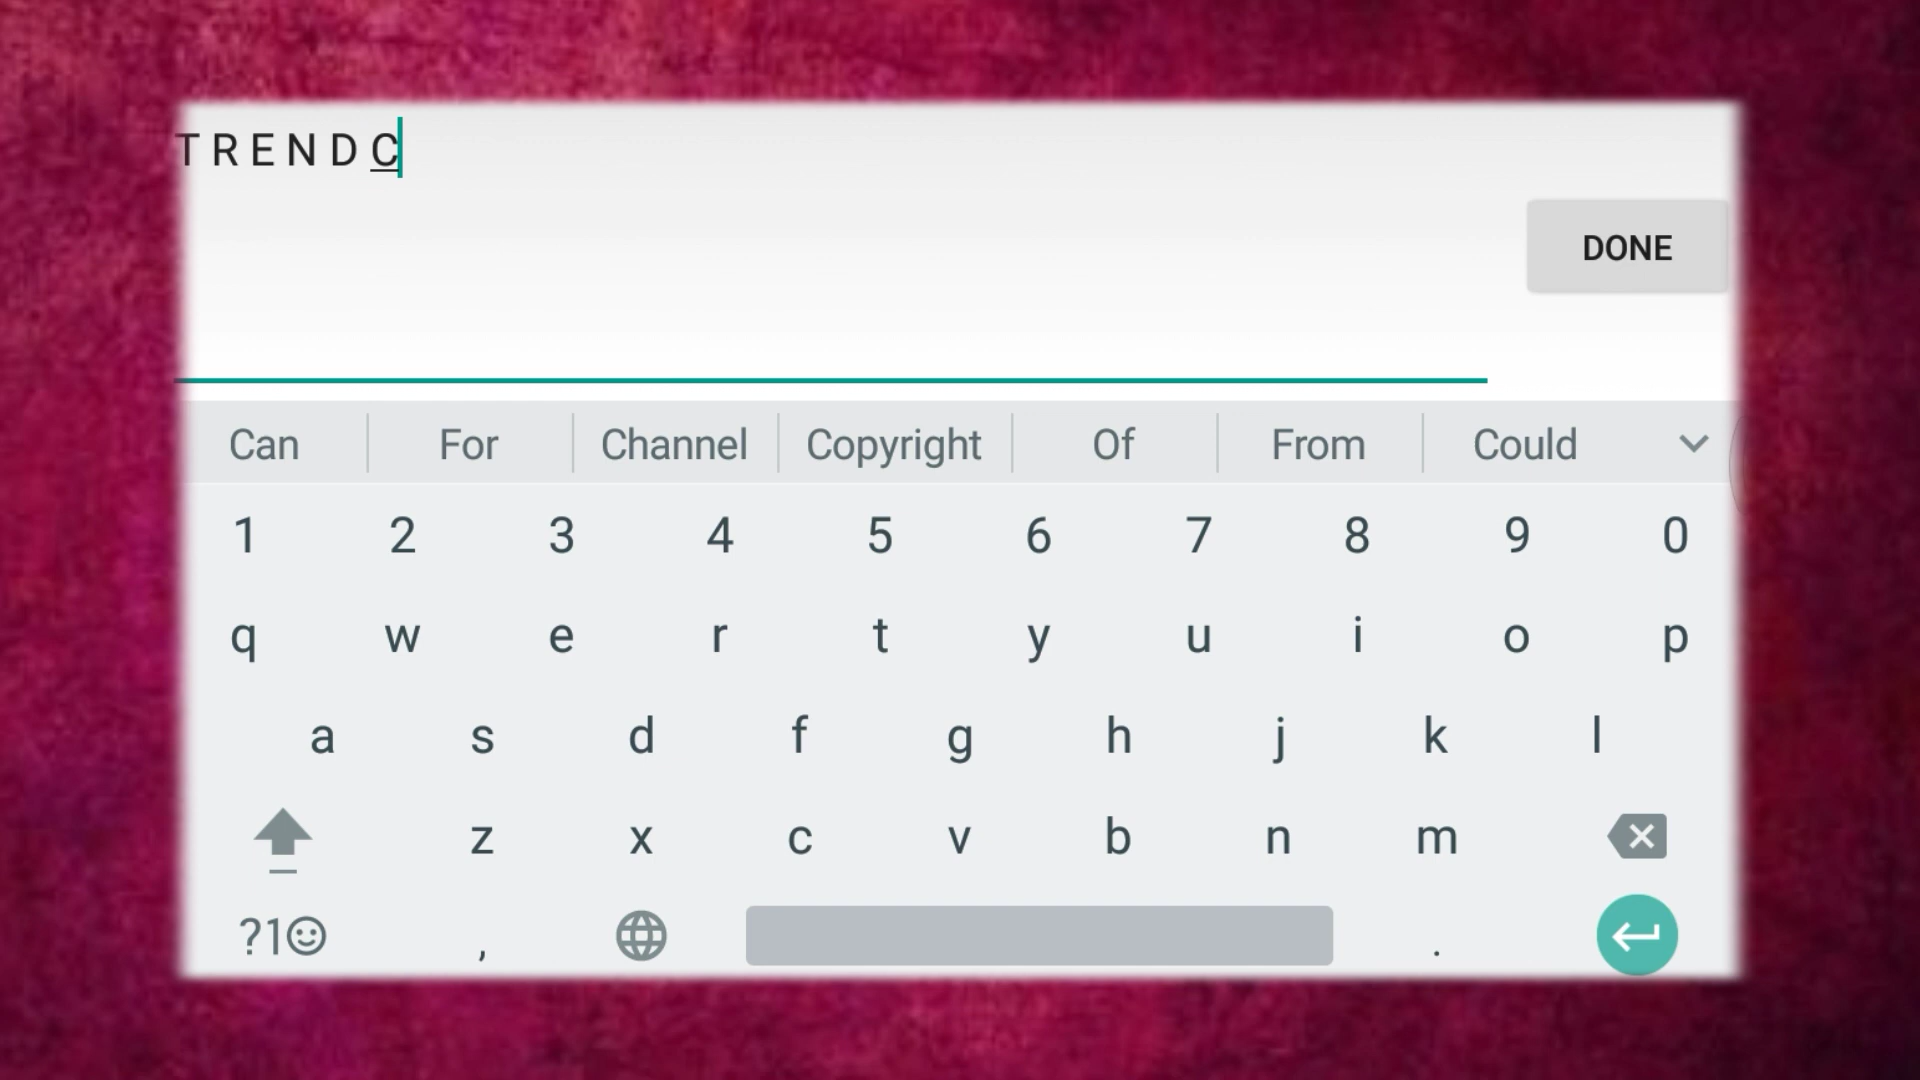 T R E N D C
DONE
Can For Channel Copyright Of From Could
1 2 3 4 5 6 7 8 9 0
q w e r t y u i o p
a s d f g h j k l
z x c v b n m
?1☺ , .